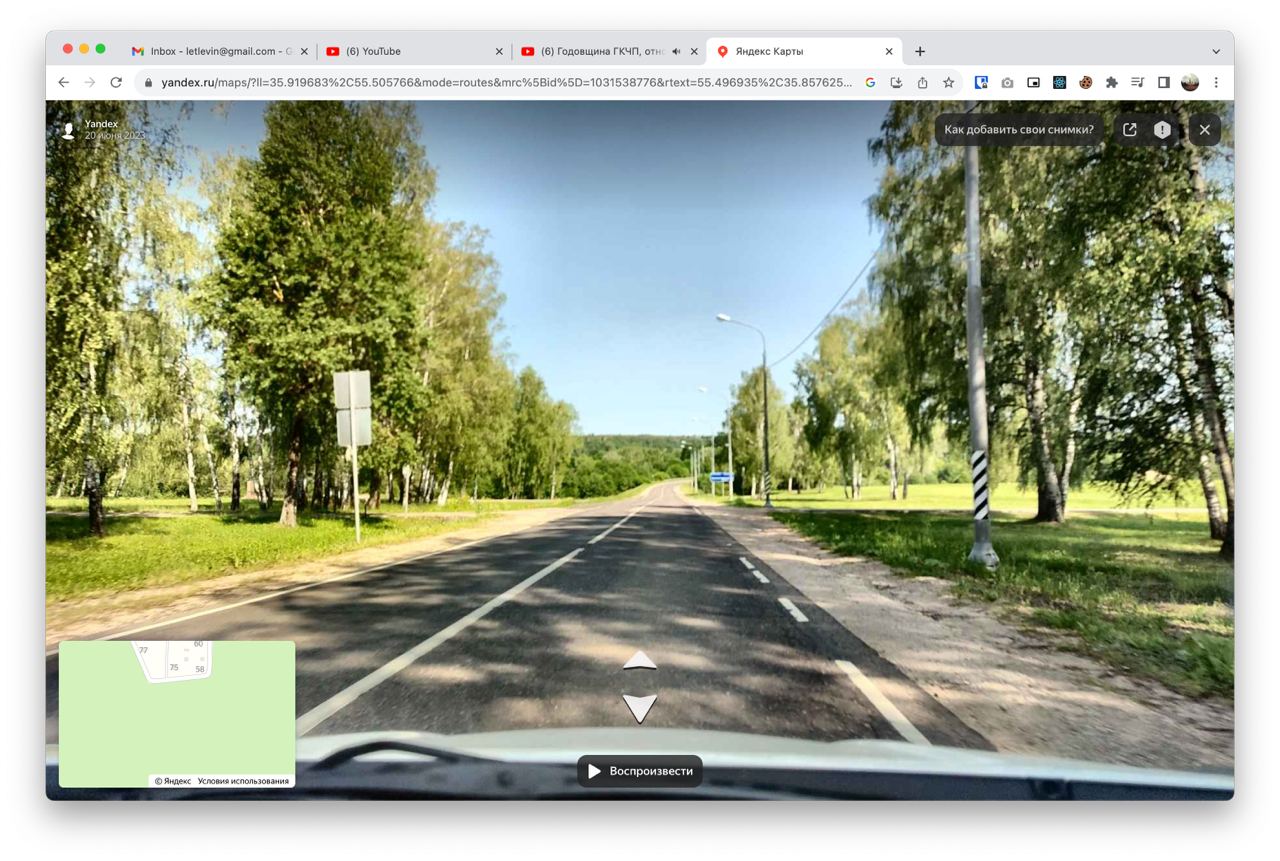 Inbox - letlevin@gmail.com - G
(6) YouTube
(6) Годовщина ГКЧП, отно
Яндекс Карты
yandex.ru/maps/?ll=35.919683%2C55.505766&mode=routes&mrc%5Bid%5D=1031538776&rtext=55.496935%2C35.857625...
Yandex
20 июня 2023
Как добавить свои снимки?
77
60
75
58
© Яндекс Условия использования
Воспроизвести